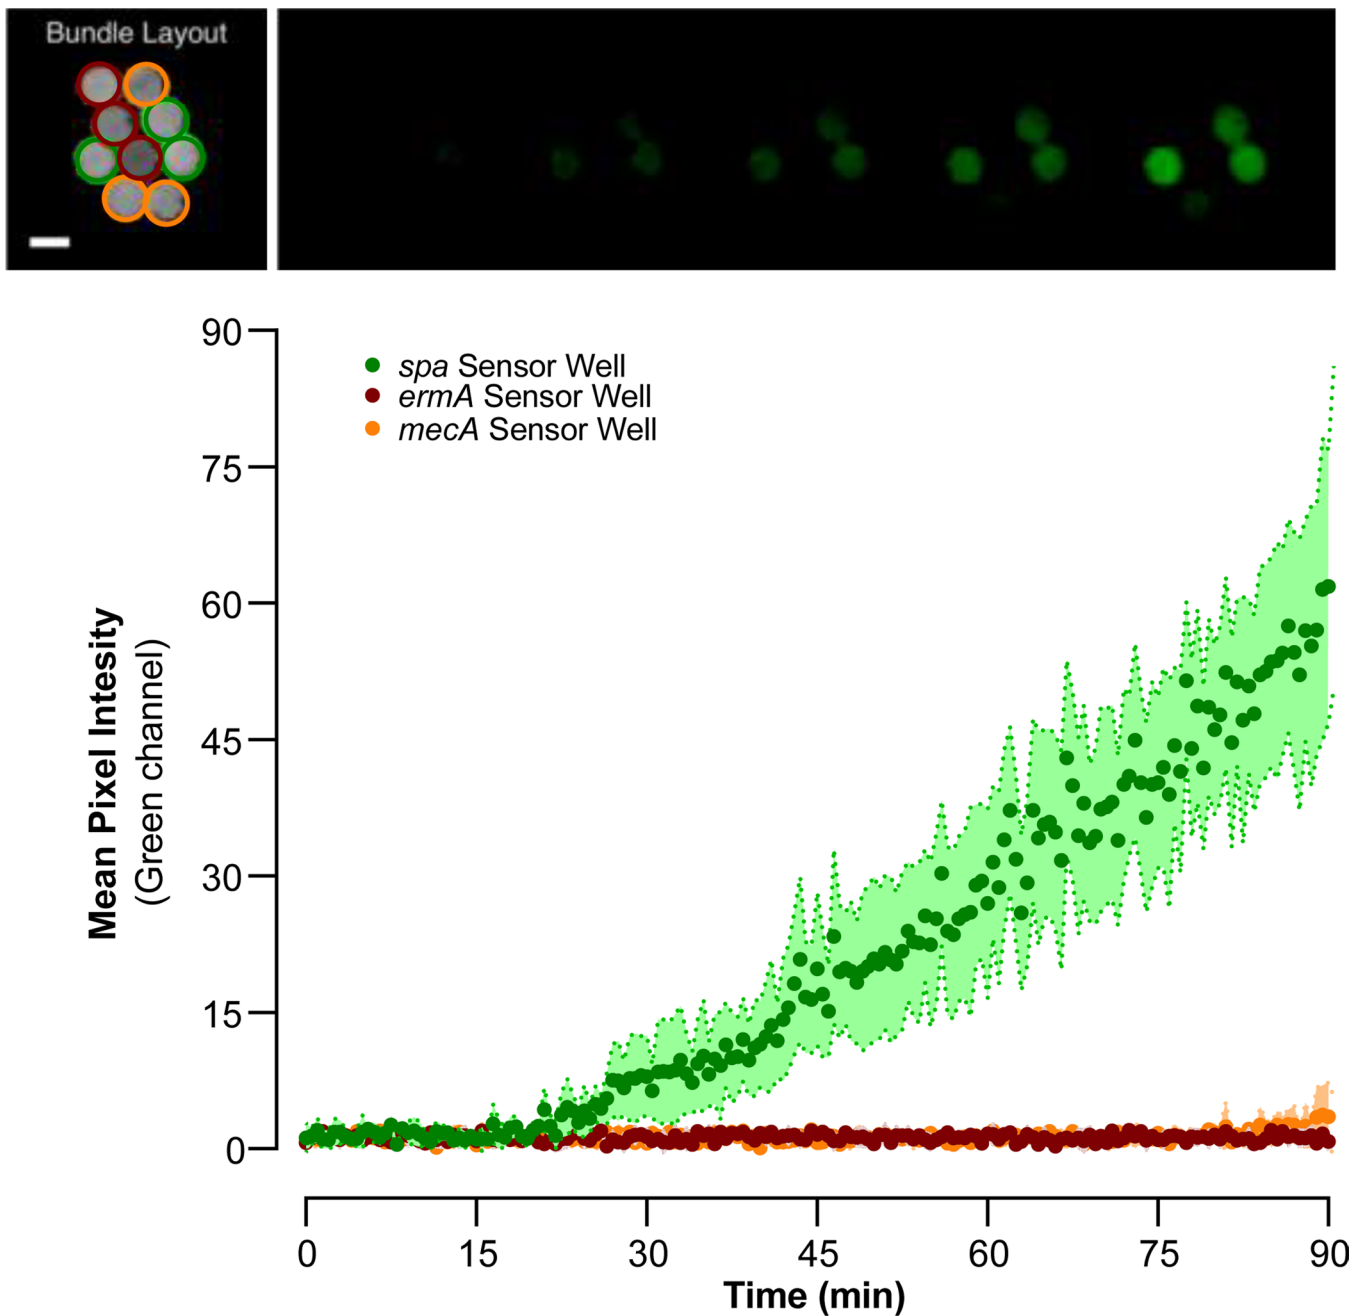 Bundle Layout
90
75
60
45
30
15
0
Mean Pixel Intesity
(Green channel)
spa Sensor Well
ermA Sensor Well
mecA Sensor Well
0 15 30 45 60 75 90
Time (min)